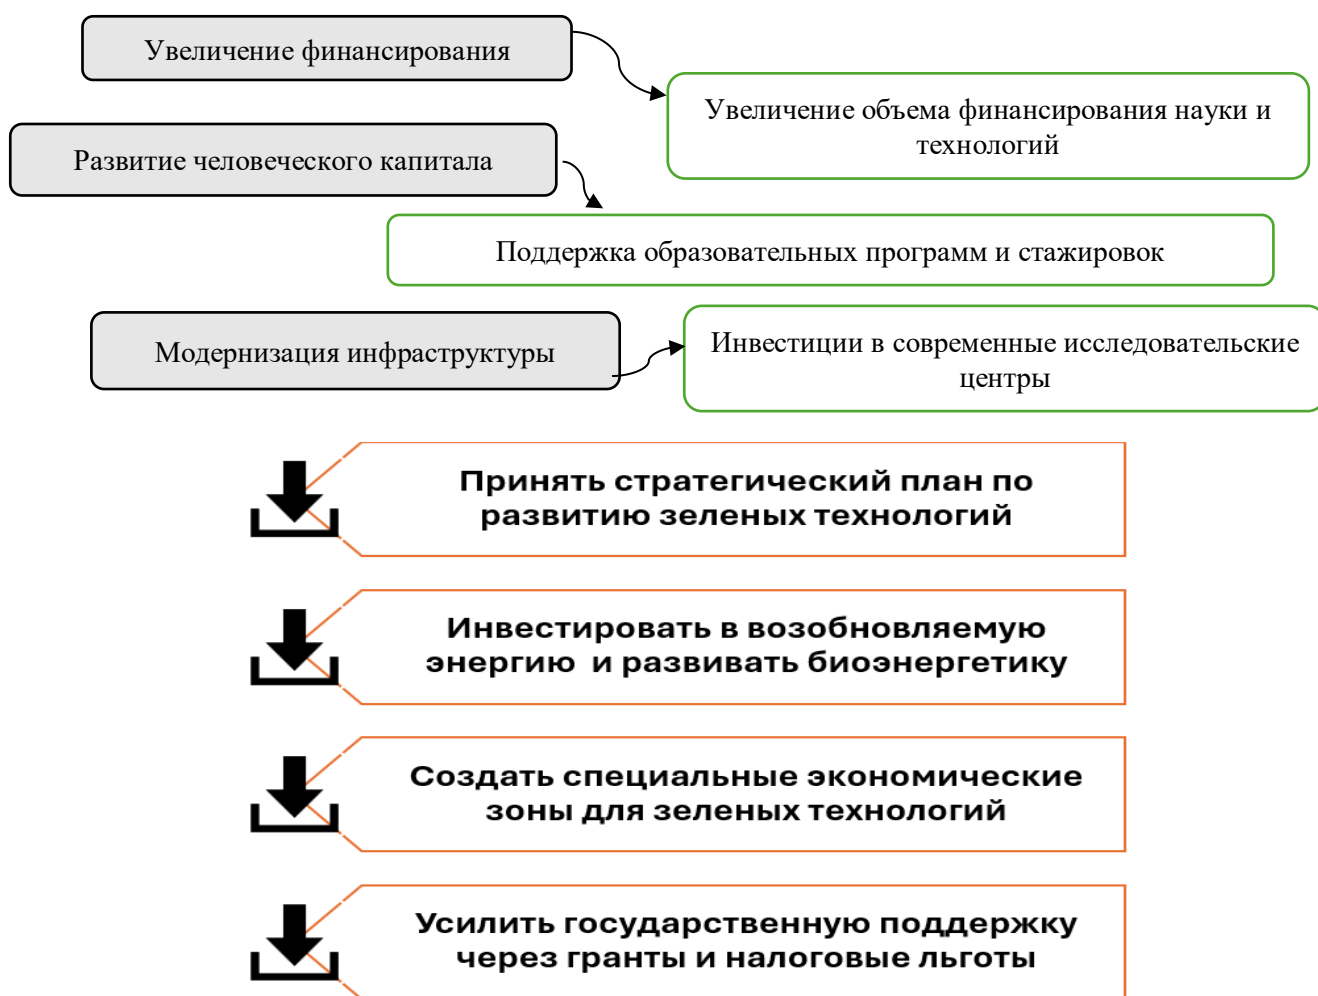 Увеличение финансирования
Увеличение объема финансирования науки и
технологий
Развитие человеческого капитала
Поддержка образовательных программ и стажировок
Модернизация инфраструктуры
Инвестиции в современные исследовательские
центры
Принять стратегический план по
развитию зеленых технологий
Инвестировать в возобновляемую
энергию и развивать биоэнергетику
Создать специальные экономические
зоны для зеленых технологий
Усилить государственную поддержку
через гранты и налоговые льготы